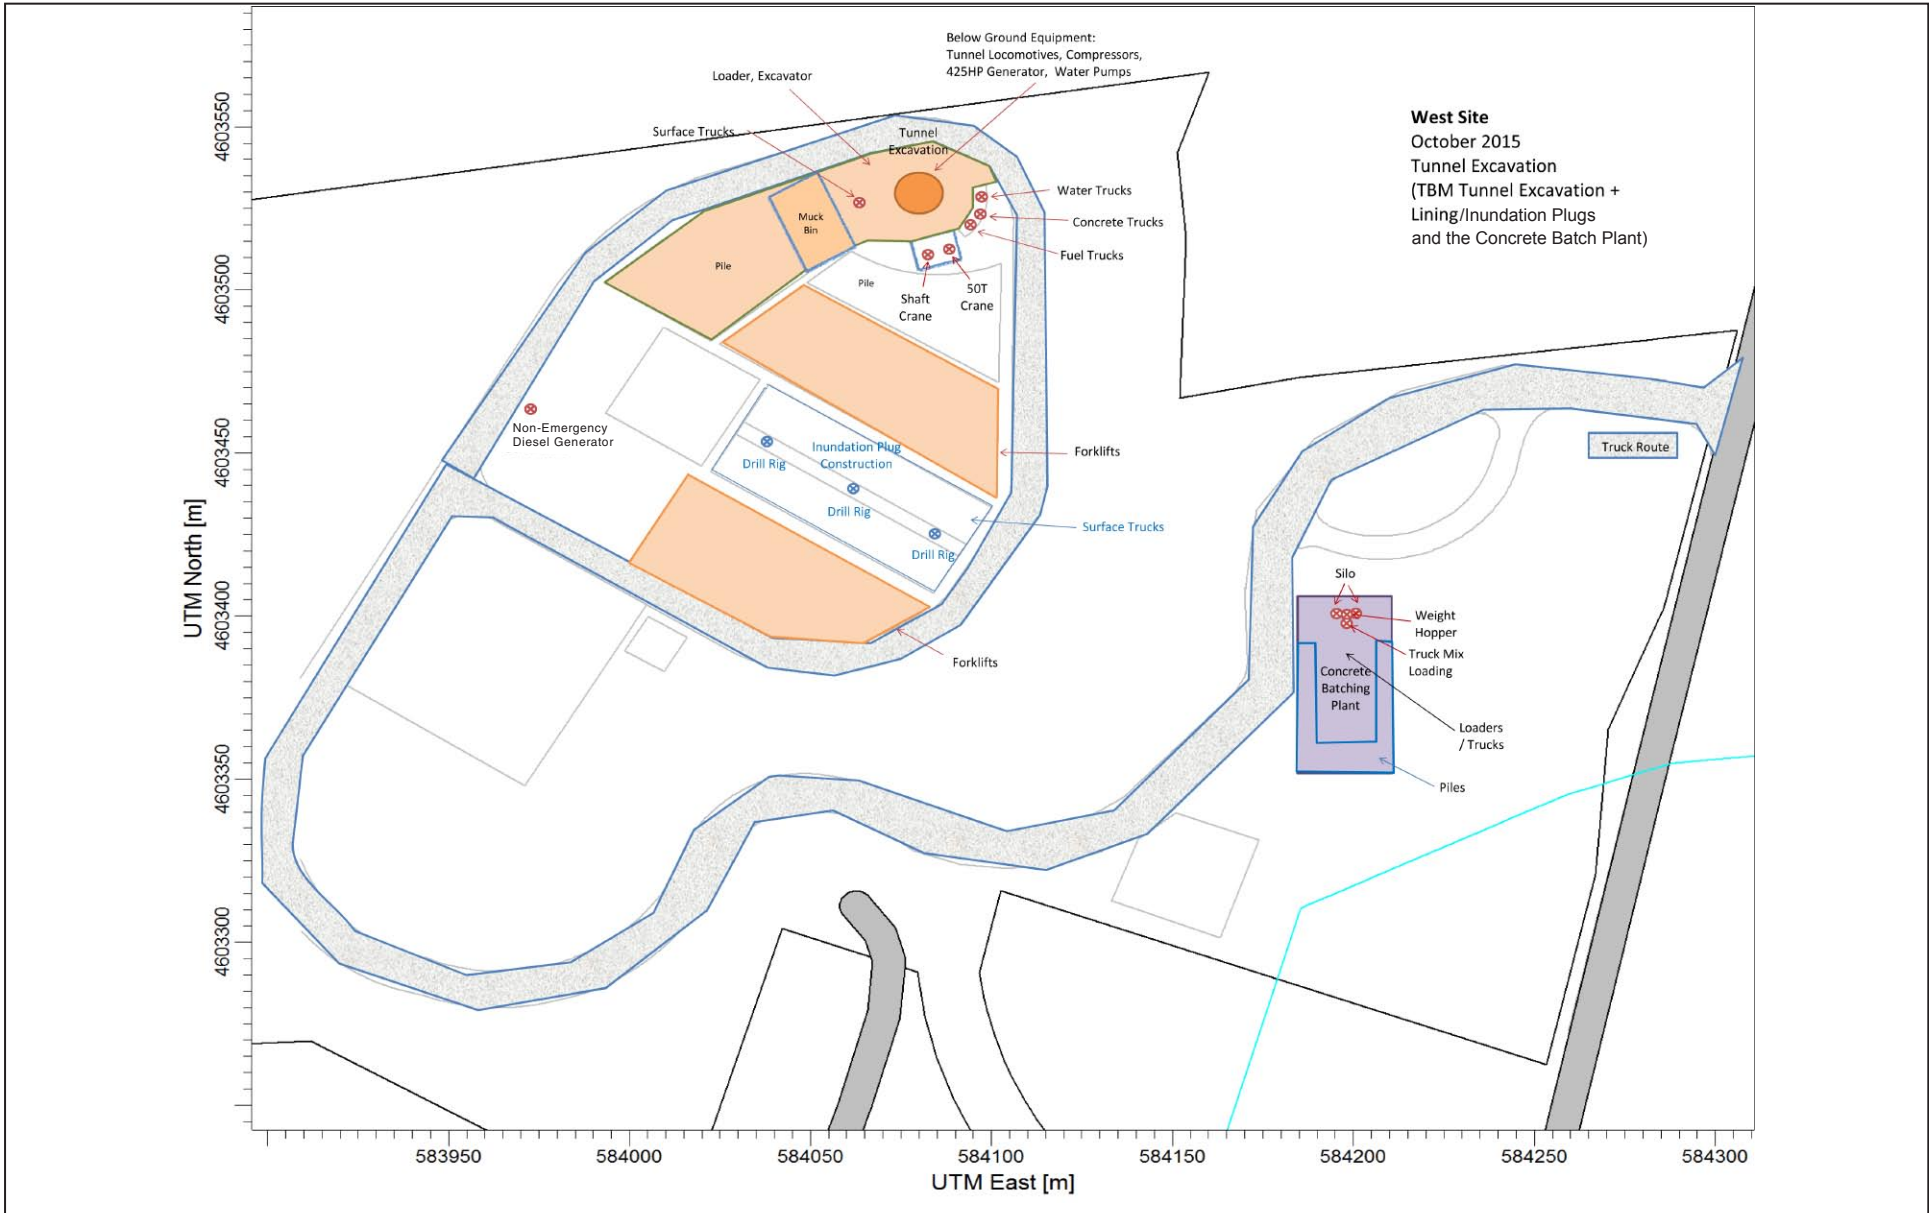 Below Ground Equipment:
Tunnel Locomotives, Compressors,
425HP Generator, Water Pumps
Loader, Excavator
Surface Trucks
Tunnel
Excavation
West Site
October 2015
Tunnel Excavation
(TBM Tunnel Excavation +
Lining/Inundation Plugs
and the Concrete Batch Plant)
Water Trucks
Concrete Trucks
Fuel Trucks
Muck
Bin
Pile
Pile
Shaft
Crane
50T
Crane
Non-Emergency
Diesel Generator
Inundation Plug
Construction
Drill Rig
Drill Rig
Drill Rig
Forklifts
Surface Trucks
Forklifts
Truck Route
Silo
Weight
Hopper
Truck Mix
Loading
Concrete
Batching
Plant
Loaders
/ Trucks
Piles
UTM North [m]
4603550
4603500
4603450
4603400
4603350
4603300
583950
584000
584050
584100
584150
584200
584250
584300
UTM East [m]